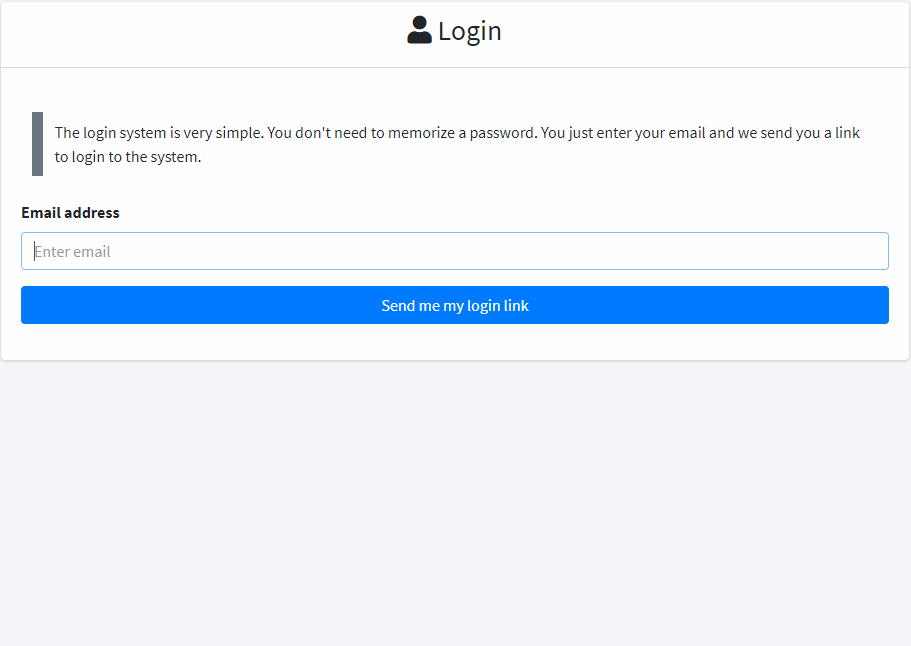 Login
The login system is very simple. You don't need to memorize a password. You just enter your email and we send you a link
to login to the system.
Email address
Enter email
Send me my login link